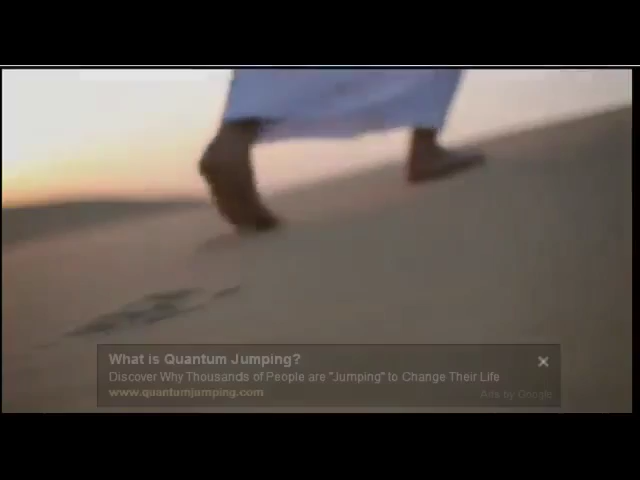 What is Quantum Jumping?
Discover Why Thousands of People are "Jumping" to Change Their Life
www.quantumjumping.com
Ads by Google